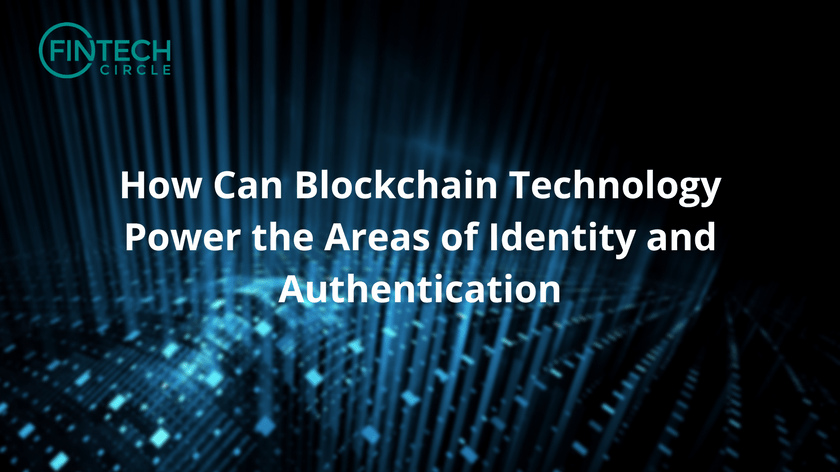 FINTECH
CIRCLE
How Can Blockchain Technology
Power the Areas of Identity and
Authentication